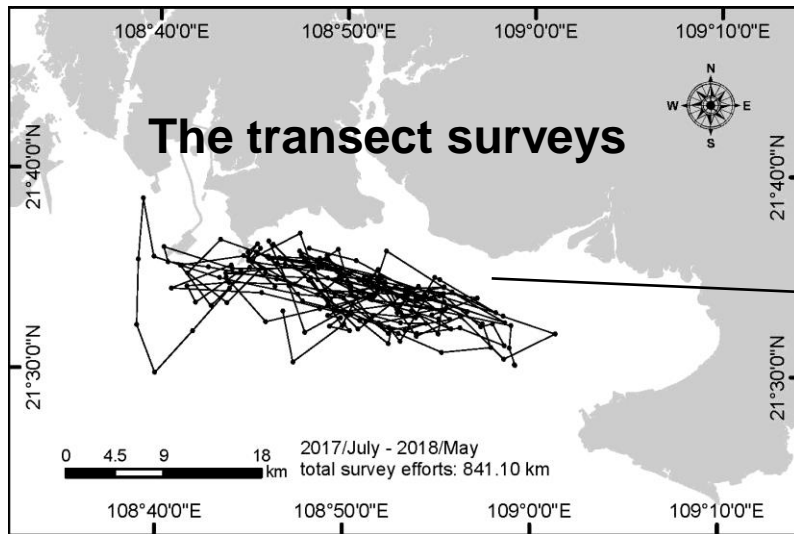 108°40'0"E 108°50'0"E 109°0'0"E 109°10'0"E
N
W E
S
The transect surveys
21°40'0"N 21°40'0"N
21°30'0"N 21°30'0"N
0 4.5 9 18
km
2017/July - 2018/May
total survey efforts: 841.10 km
108°40'0"E 108°50'0"E 109°0'0"E 109°10'0"E